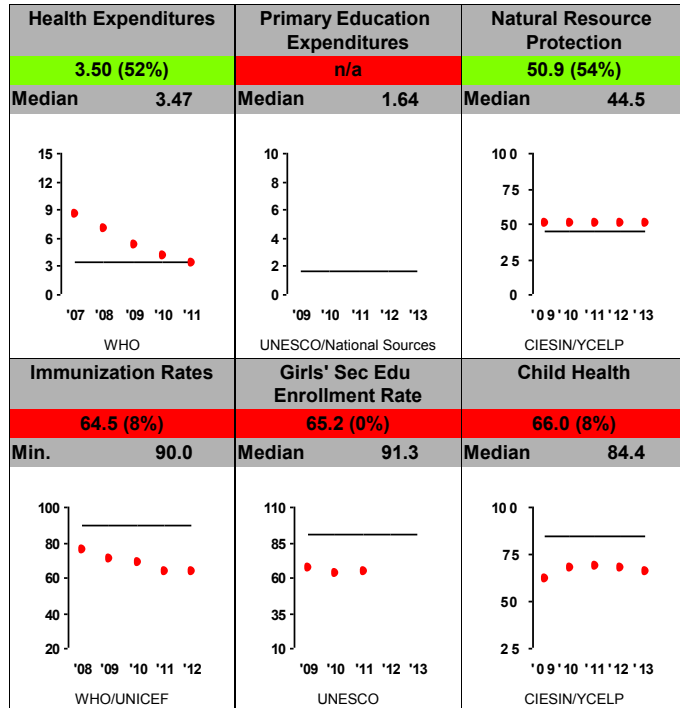 Health Expenditures
3.50 (52%)
Median 3.47
15
12
9
6
3
0
'07 '08 '09 '10 '11
WHO
Primary Education
Expenditures
n/a
Median 1.64
10
8
6
4
2
0
'09 '10 '11 '12 '13
UNESCO/National Sources
Natural Resource
Protection
50.9 (54%)
Median 44.5
100
75
50
25
0
'09 '10 '11 '12 '13
CIESIN/YCELP
Immunization Rates
64.5 (8%)
Min. 90.0
100
80
60
40
20
'08 '09 '10 '11 '12
WHO/UNICEF
Girls' Sec Edu
Enrollment Rate
65.2 (0%)
Median 91.3
110
85
60
35
10
'09 '10 '11 '12 '13
UNESCO
Child Health
66.0 (8%)
Median 84.4
100
75
50
25
'09 '10 '11 '12 '13
CIESIN/YCELP